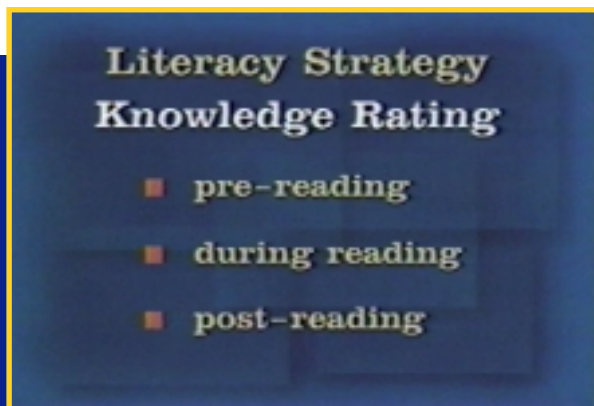 Literacy Strategy
Knowledge Rating
pre-reading
during reading
post-reading